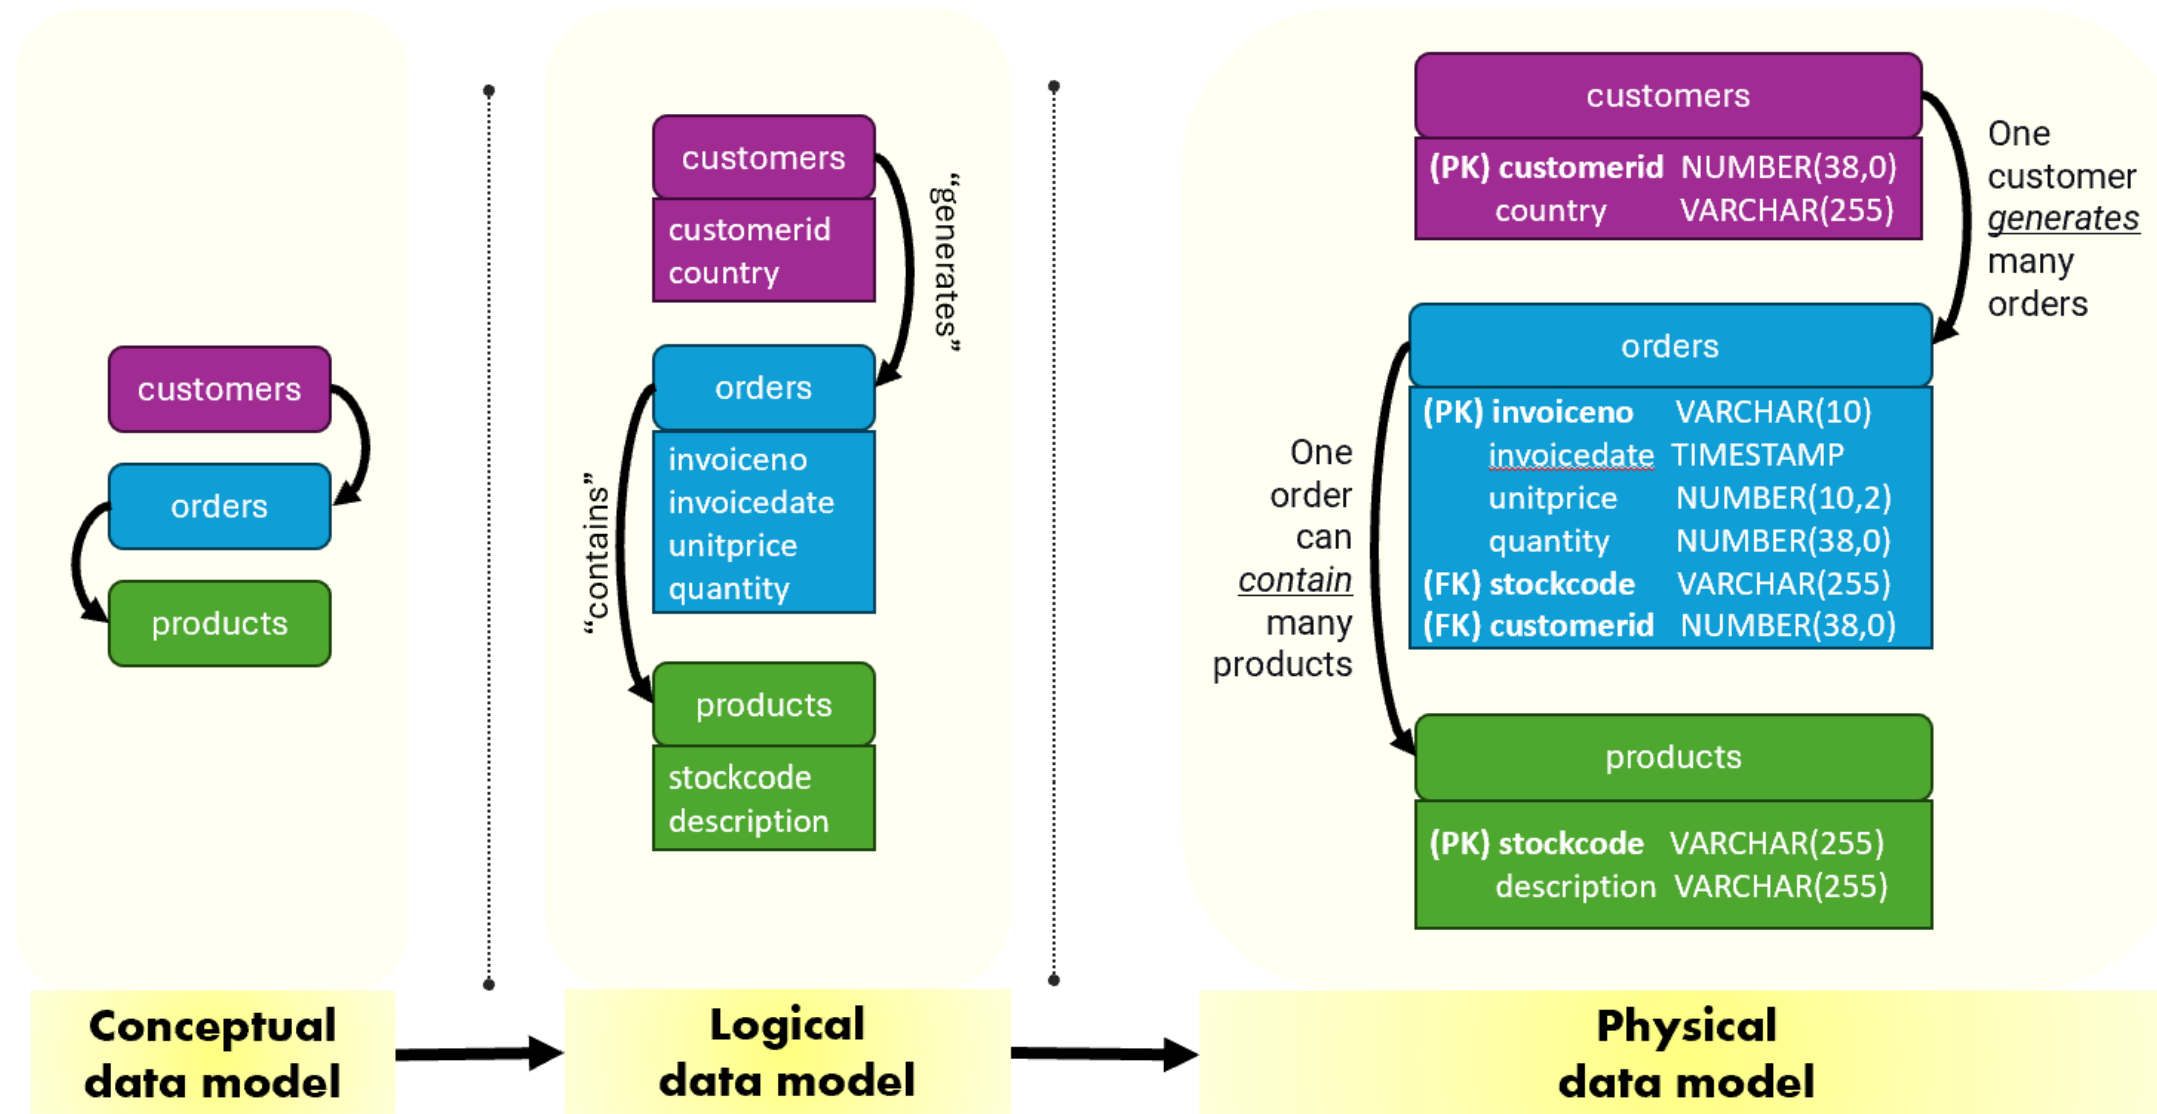 customers
orders
products
Conceptual
data model
customers
customerid
country
“generates”
orders
invoiceno
invoicedate
unitprice
quantity
“contains”
products
stockcode
description
Logical
data model
customers
(PK) customerid NUMBER(38,0)
country VARCHAR(255)
One
customer
generates
many
orders
orders
(PK) invoiceno VARCHAR(10)
invoicedate TIMESTAMP
unitprice NUMBER(10,2)
quantity NUMBER(38,0)
(FK) stockcode VARCHAR(255)
(FK) customerid NUMBER(38,0)
One
order
can
contain
many
products
products
(PK) stockcode VARCHAR(255)
description VARCHAR(255)
Physical
data model